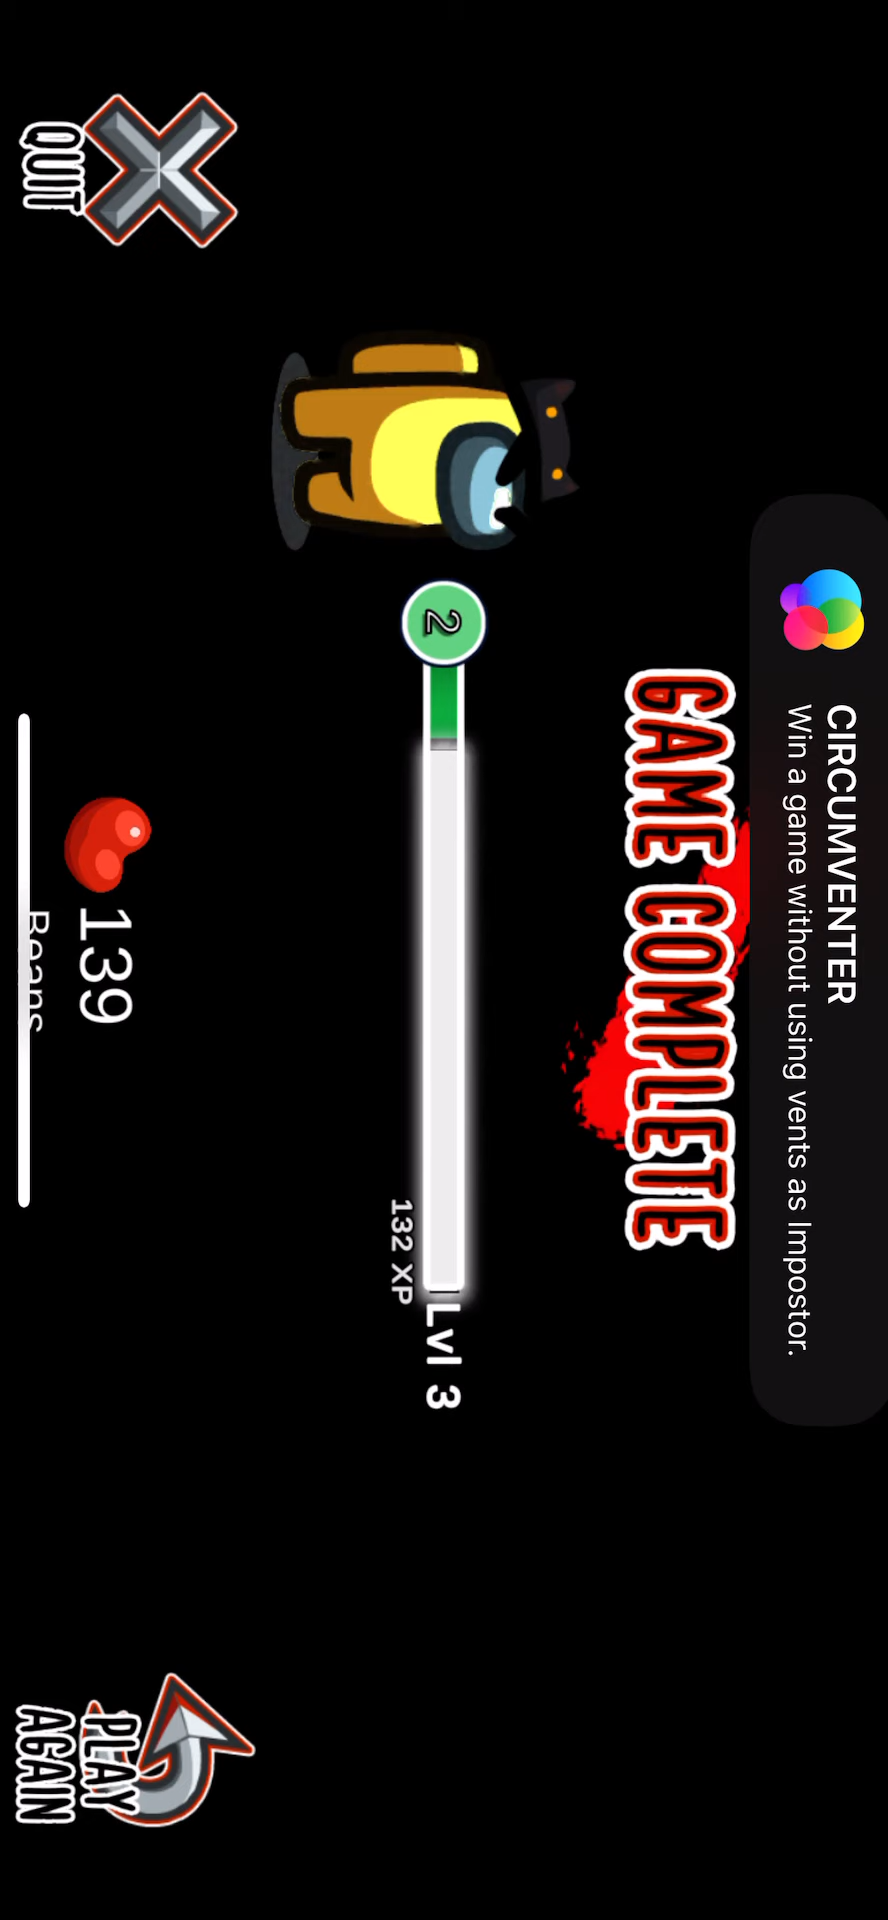 CIRCUMVENTER
Win a game without using vents as Impostor.
GAME COMPLETE
2
Lvl 3
132 XP
139
Beans
QUIT
PLAY
AGAIN